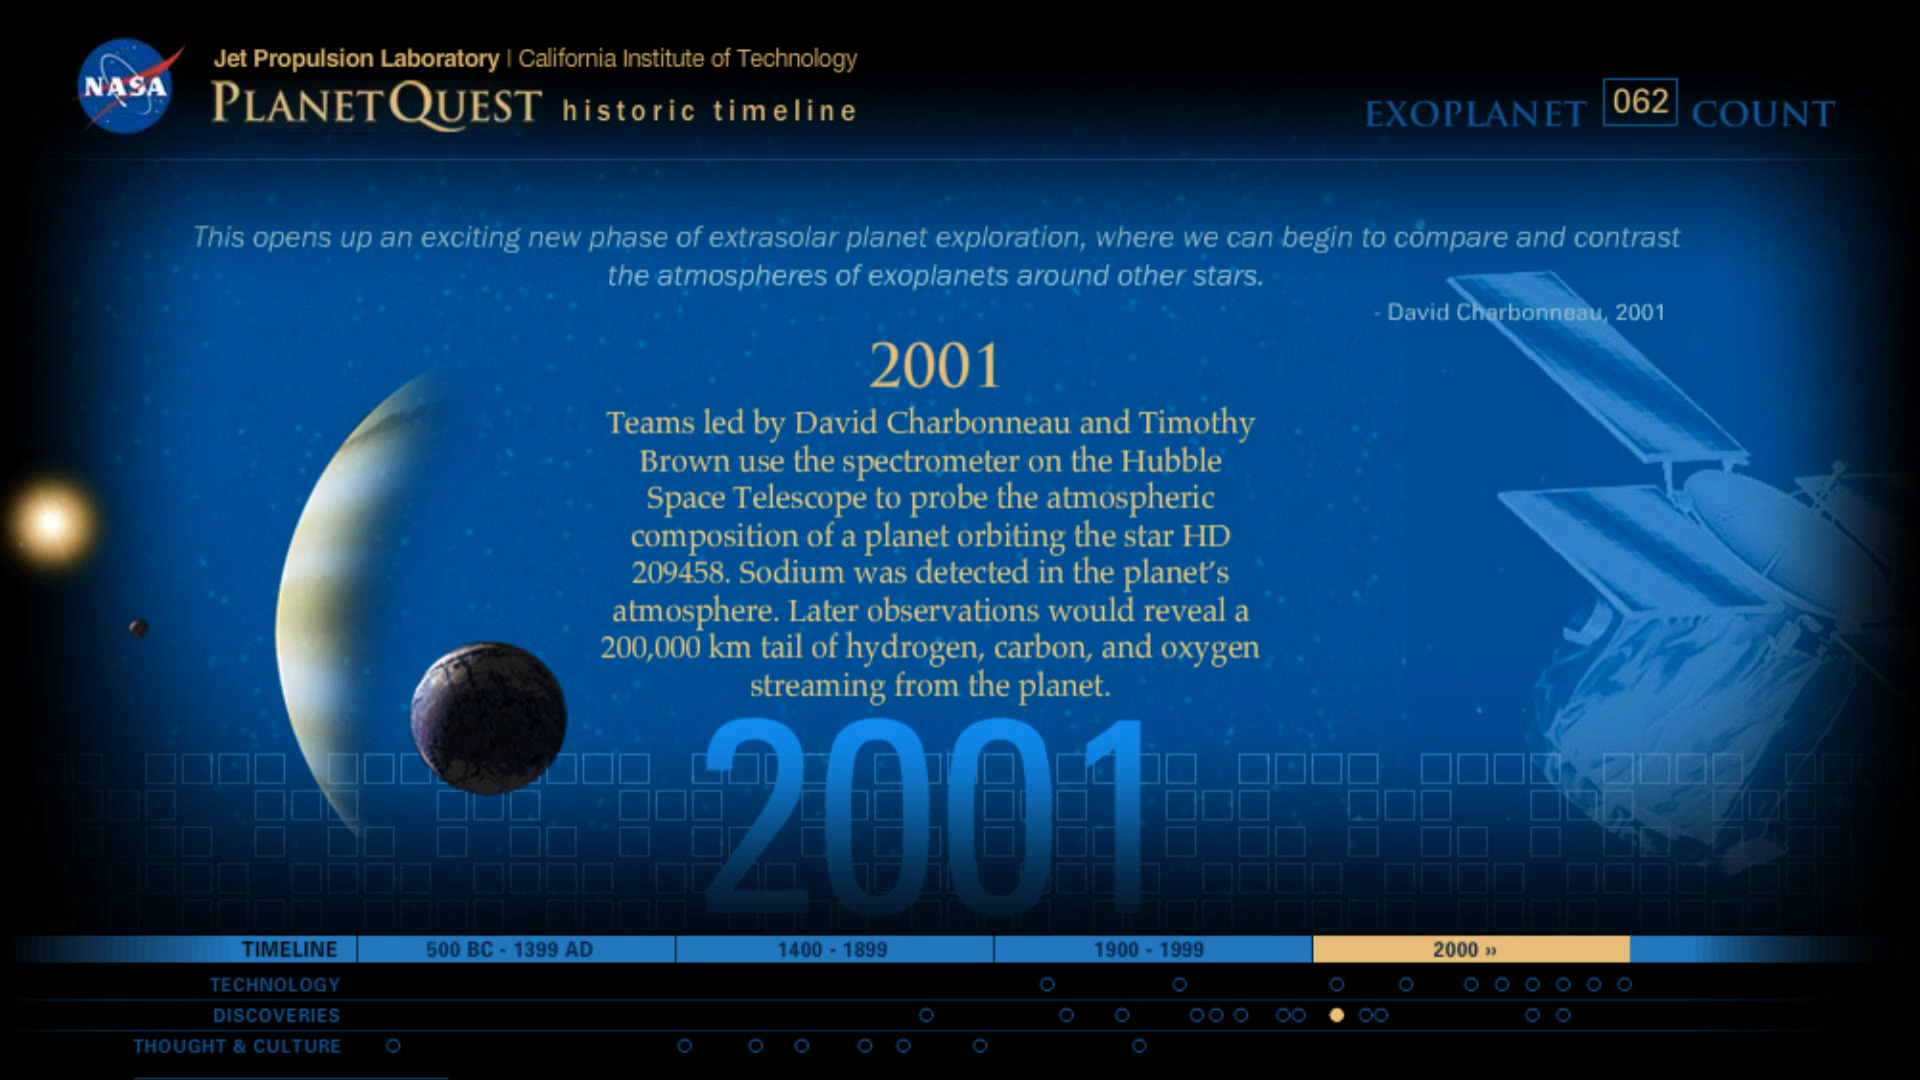 NASA
Jet Propulsion Laboratory | California Institute of Technology
PLANETQUEST historic timeline
EXOPLANET 062 COUNT
This opens up an exciting new phase of extrasolar planet exploration, where we can begin to compare and contrast
the atmospheres of exoplanets around other stars.
- David Charbonneau, 2001
2001
Teams led by David Charbonneau and Timothy
Brown use the spectrometer on the Hubble
Space Telescope to probe the atmospheric
composition of a planet orbiting the star HD
209458. Sodium was detected in the planet's
atmosphere. Later observations would reveal a
200,000 km tail of hydrogen, carbon, and oxygen
streaming from the planet.
2001
TIMELINE 500 BC - 1399 AD 1400 - 1899 1900 - 1999 2000 »
TECHNOLOGY
DISCOVERIES
THOUGHT & CULTURE